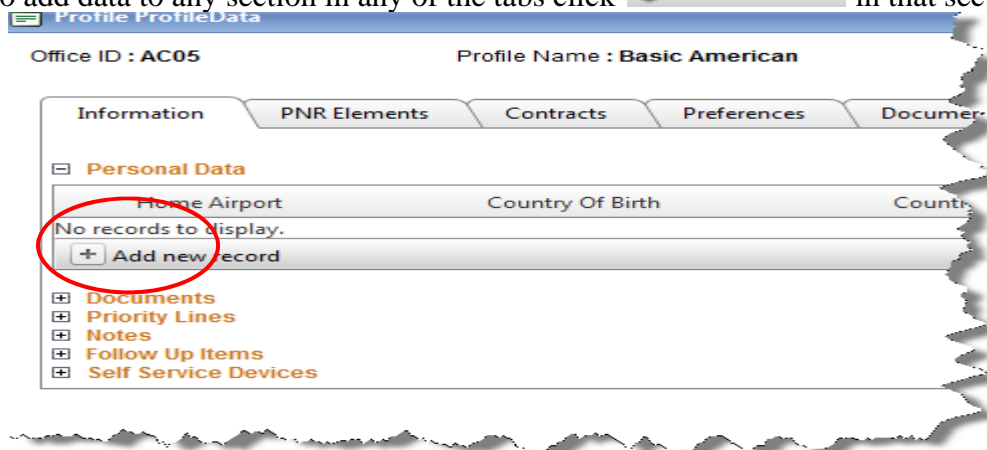 o add data to any section in any of the tabs click in that sec
Profile ProfileData
Office ID : AC05 Profile Name : Basic American
Information PNR Elements Contracts Preferences Documen
Personal Data
Home Airport Country Of Birth Countr
No records to display.
+ Add new record
Documents
Priority Lines
Notes
Follow Up Items
Self Service Devices